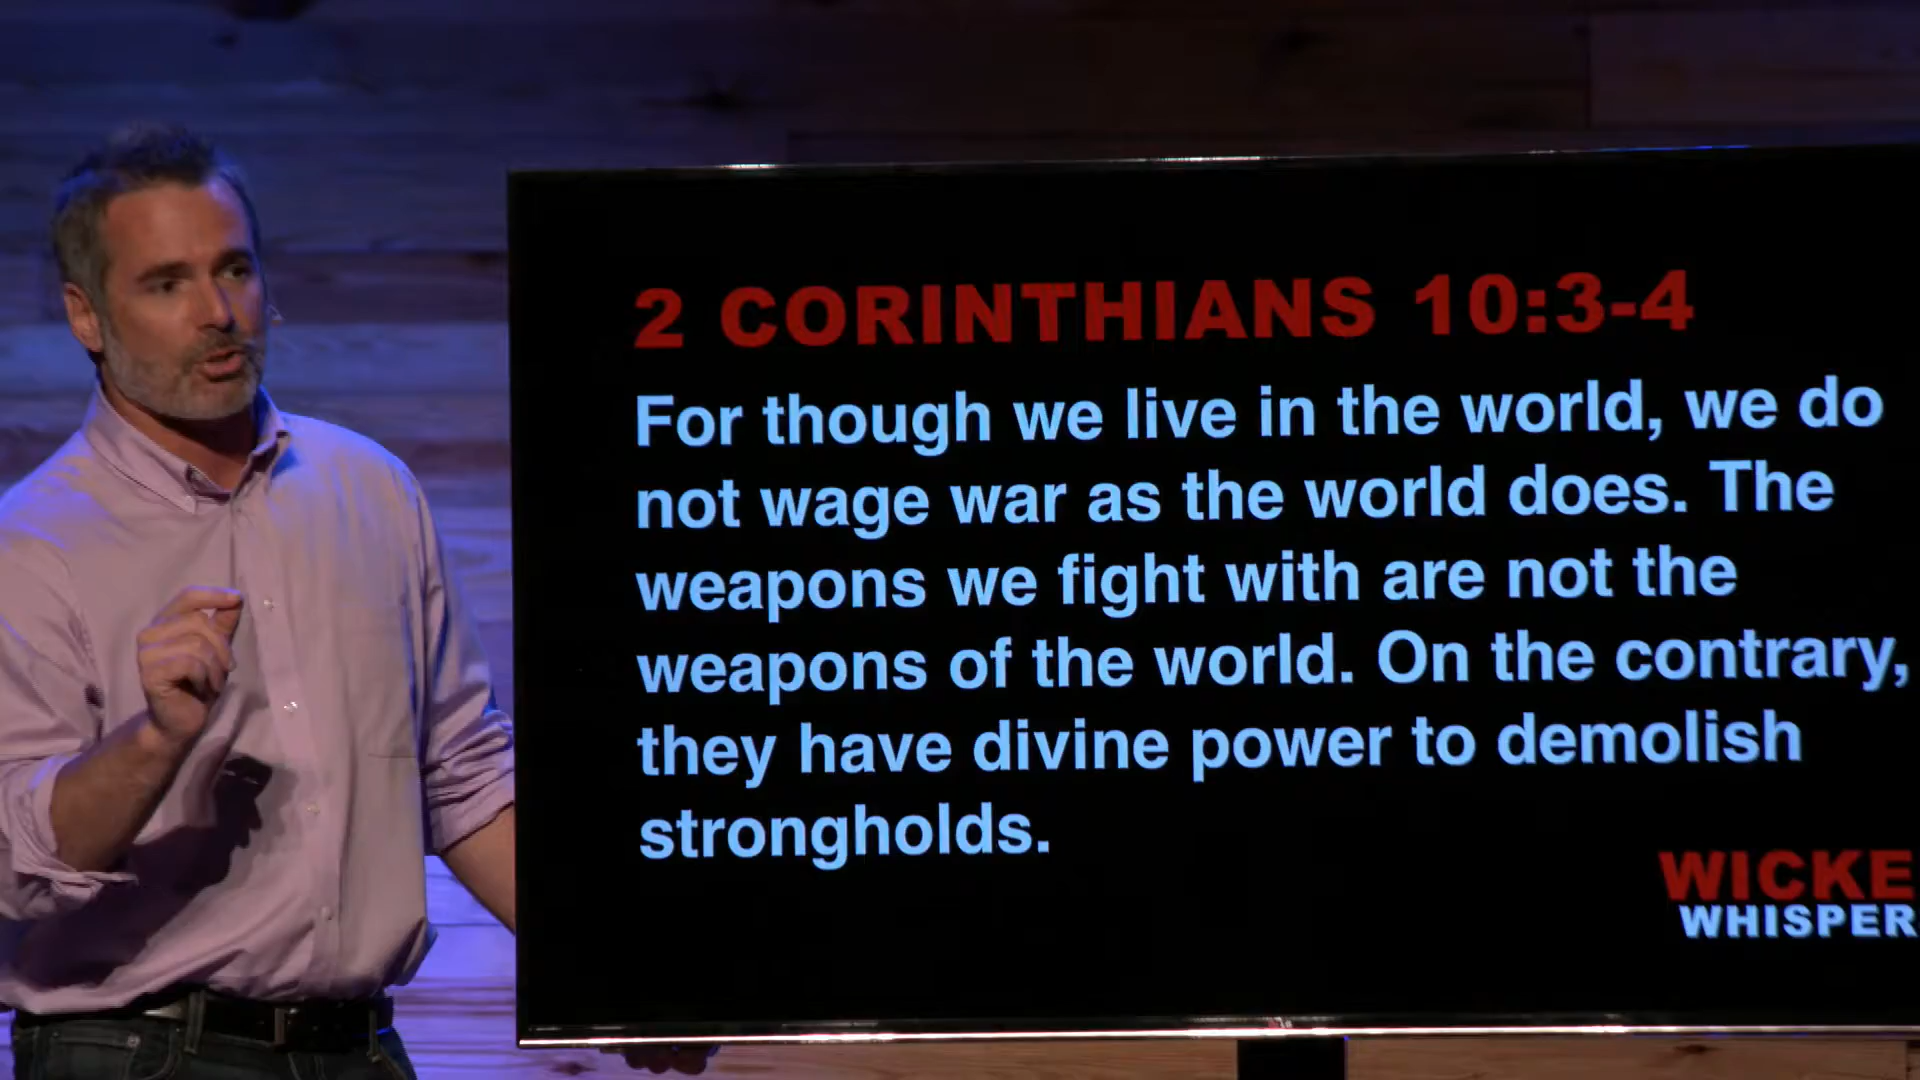 2 CORINTHIANS 10:3-4
For though we live in the world, we do
not wage war as the world does. The
weapons we fight with are not the
weapons of the world. On the contrary,
they have divine power to demolish
strongholds.
WICKE
WHISPER